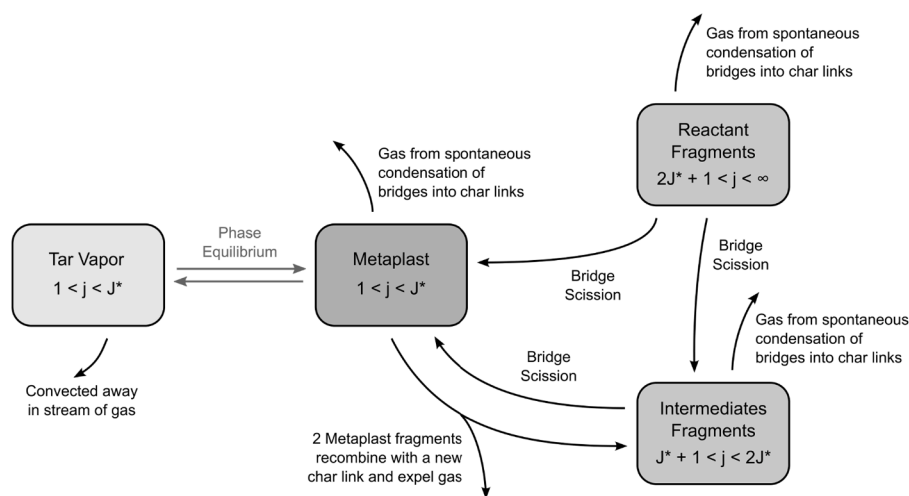 Gas from spontaneous
condensation of
bridges into char links
Reactant
Fragments
2J* + 1 < j < ∞
Gas from spontaneous
condensation of
bridges into char links
Phase
Equilibrium
Tar Vapor
1 < j < J*
Metaplast
1 < j < J*
Bridge
Scission
Bridge
Scission
Gas from spontaneous
condensation of
bridges into char links
Bridge
Scission
Convected away
in stream of gas
Intermediates
Fragments
J* + 1 < j < 2J*
2 Metaplast fragments
recombine with a new
char link and expel gas